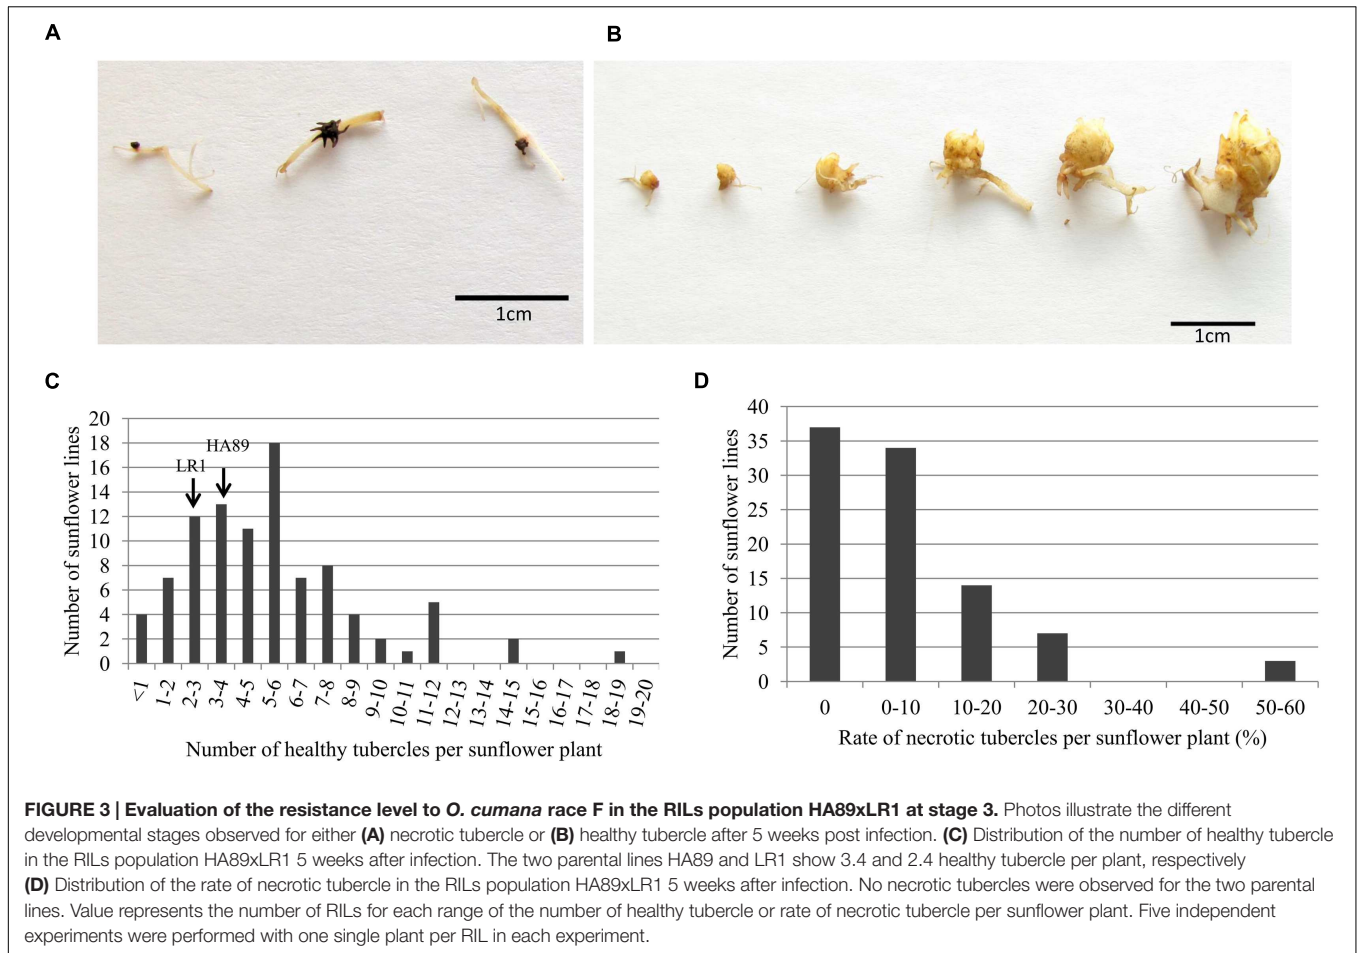 A
B
1cm
1cm
C
D
20
18
16
14
12
10
8
6
4
2
0
Number of sunflower lines
LR1
HA89
<1 1-2 2-3 3-4 4-5 5-6 6-7 7-8 8-9 9-10 10-11 11-12 12-13 13-14 14-15 15-16 16-17 17-18 18-19 19-20
Number of healthy tubercles per sunflower plant
40
35
30
25
20
15
10
5
0
Number of sunflower lines
0 0-10 10-20 20-30 30-40 40-50 50-60
Rate of necrotic tubercles per sunflower plant (%)
FIGURE 3 | Evaluation of the resistance level to O. cumana race F in the RILs population HA89xLR1 at stage 3. Photos illustrate the different
developmental stages observed for either (A) necrotic tubercle or (B) healthy tubercle after 5 weeks post infection. (C) Distribution of the number of healthy tubercle
in the RILs population HA89xLR1 5 weeks after infection. The two parental lines HA89 and LR1 show 3.4 and 2.4 healthy tubercle per plant, respectively
(D) Distribution of the rate of necrotic tubercle in the RILs population HA89xLR1 5 weeks after infection. No necrotic tubercles were observed for the two parental
lines. Value represents the number of RILs for each range of the number of healthy tubercle or rate of necrotic tubercle per sunflower plant. Five independent
experiments were performed with one single plant per RIL in each experiment.